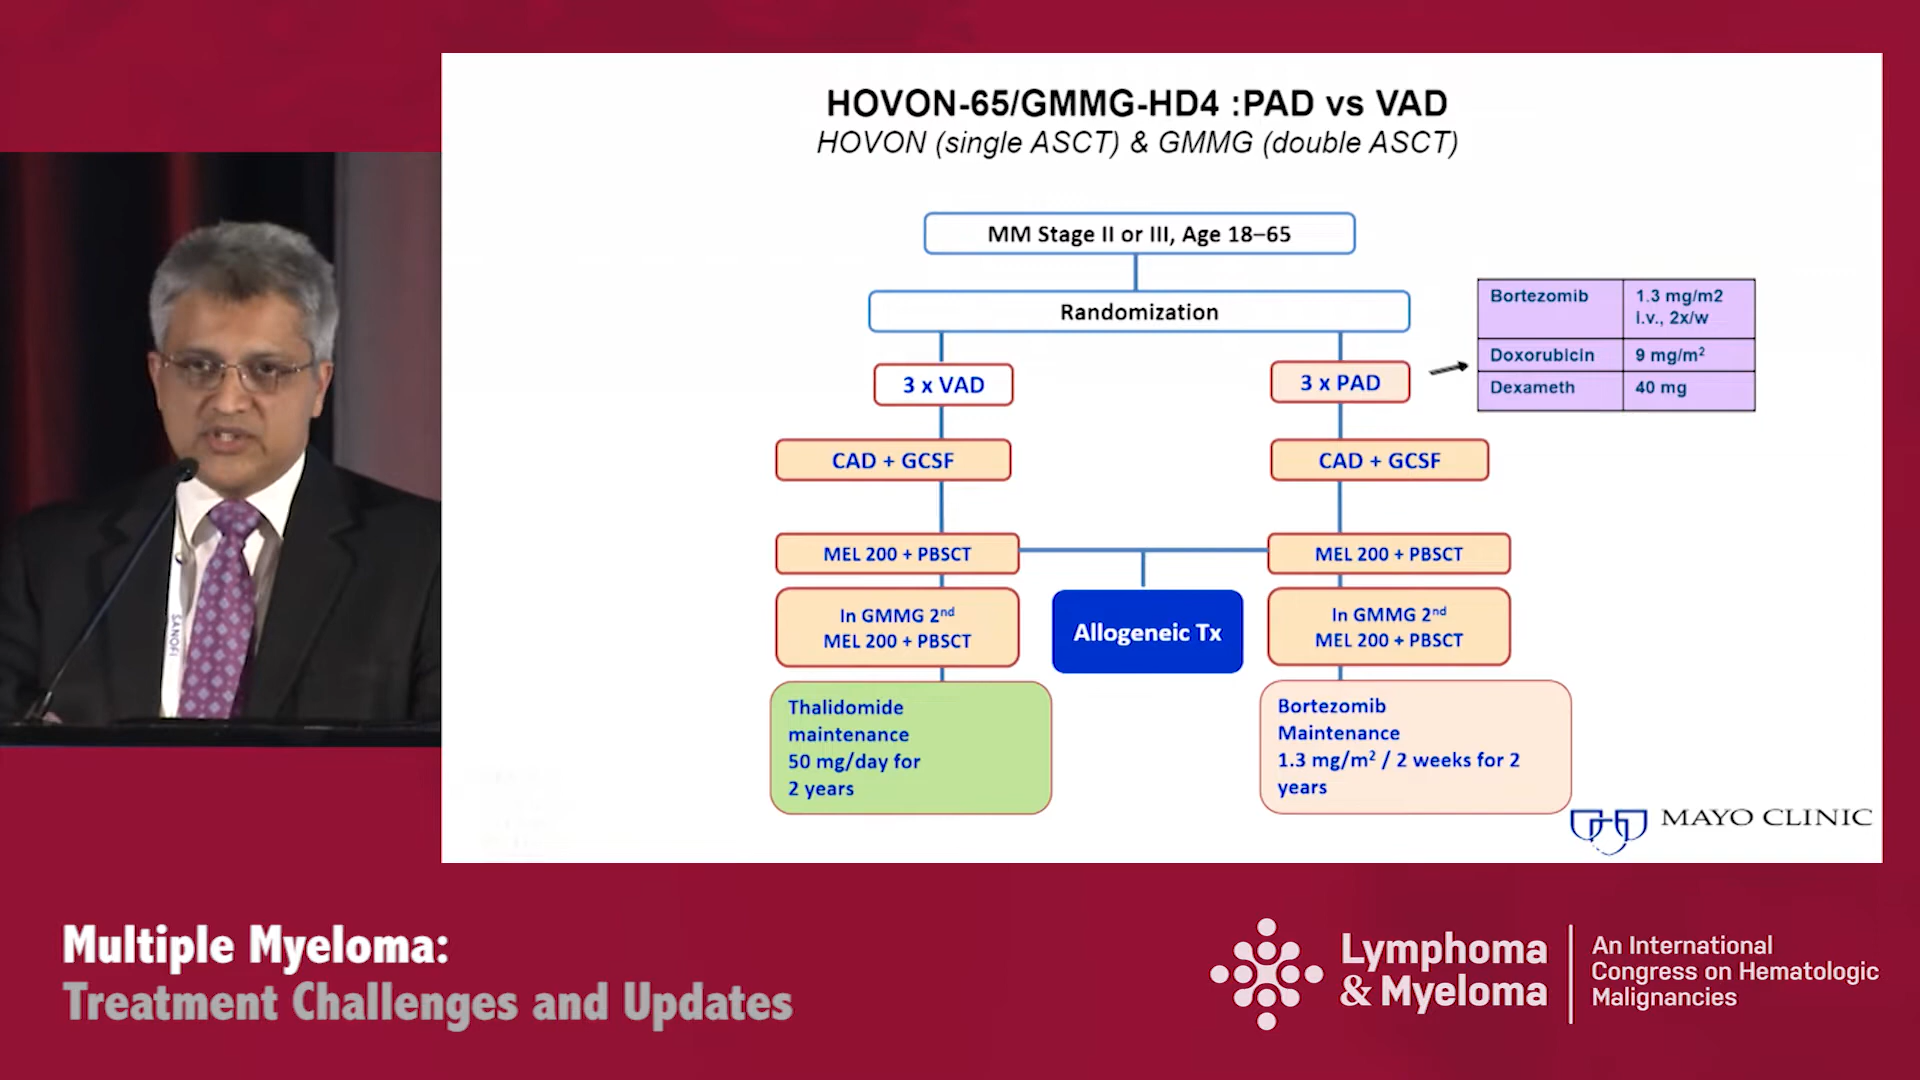 HOVON-65/GMMG-HD4 :PAD vs VAD
HOVON (single ASCT) & GMMG (double ASCT)
MM Stage II or III, Age 18–65
Randomization
3 x VAD
3 x PAD
Bortezomib 1.3 mg/m2
i.v., 2x/w
Doxorubicin 9 mg/m²
Dexameth 40 mg
CAD + GCSF
CAD + GCSF
MEL 200 + PBSCT
MEL 200 + PBSCT
In GMMG 2nd
MEL 200 + PBSCT
Allogeneic Tx
In GMMG 2nd
MEL 200 + PBSCT
Thalidomide
maintenance
50 mg/day for
2 years
Bortezomib
Maintenance
1.3 mg/m² / 2 weeks for 2
years
MAYO CLINIC
SANOFI
Multiple Myeloma:
Treatment Challenges and Updates
Lymphoma
& Myeloma
An International
Congress on Hematologic
Malignancies